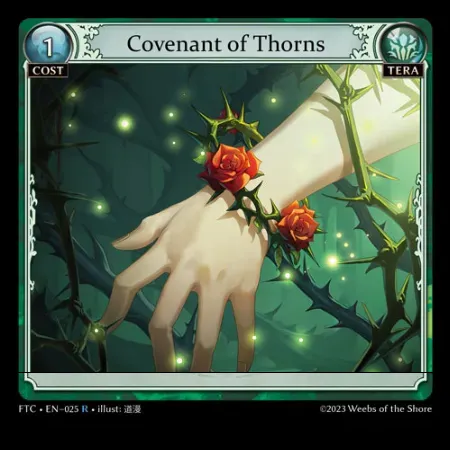 1
Covenant of Thorns
COST
TERA
FTC • EN-025 R • illust: 道漫
©2023 Weebs of the Shore